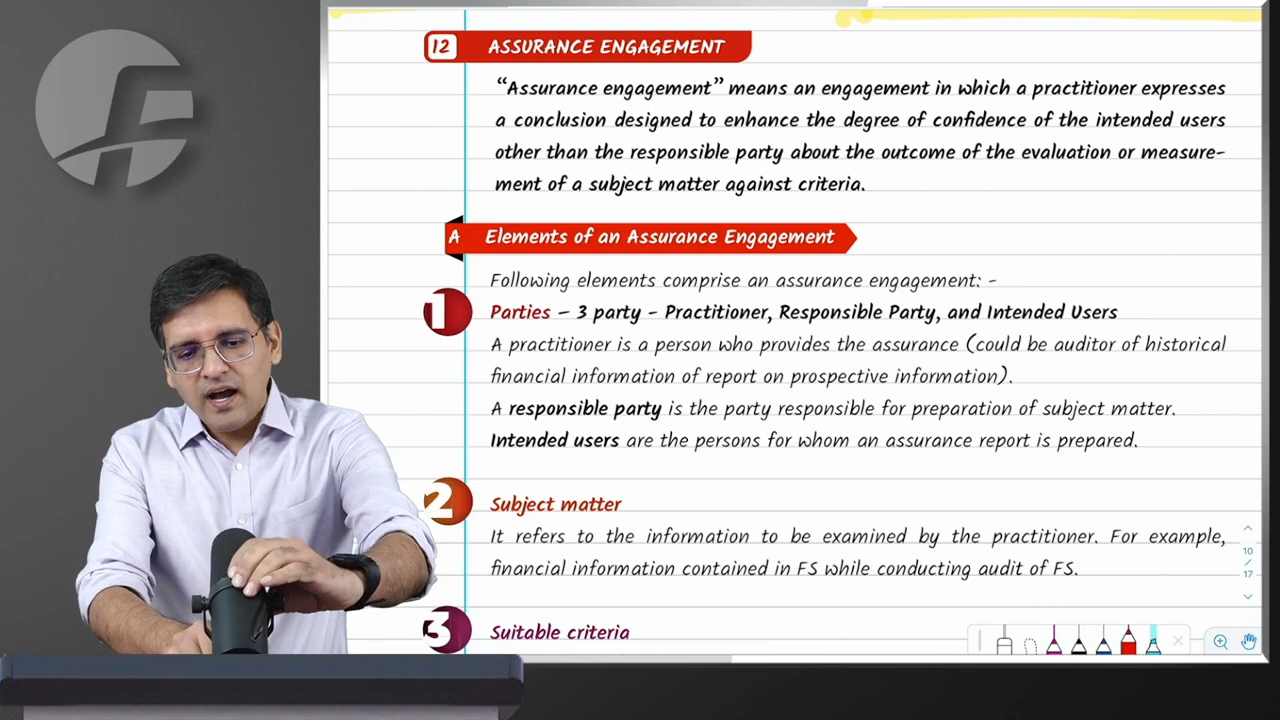 12 ASSURANCE ENGAGEMENT
“Assurance engagement” means an engagement in which a practitioner expresses
a conclusion designed to enhance the degree of confidence of the intended users
other than the responsible party about the outcome of the evaluation or measure-
ment of a subject matter against criteria.
A Elements of an Assurance Engagement
Following elements comprise an assurance engagement: -
1 Parties – 3 party - Practitioner, Responsible Party, and Intended Users
A practitioner is a person who provides the assurance (could be auditor of historical
financial information of report on prospective information).
A responsible party is the party responsible for preparation of subject matter.
Intended users are the persons for whom an assurance report is prepared.
2 Subject matter
It refers to the information to be examined by the practitioner. For example,
financial information contained in FS while conducting audit of FS.
3 Suitable criteria
10
/
17